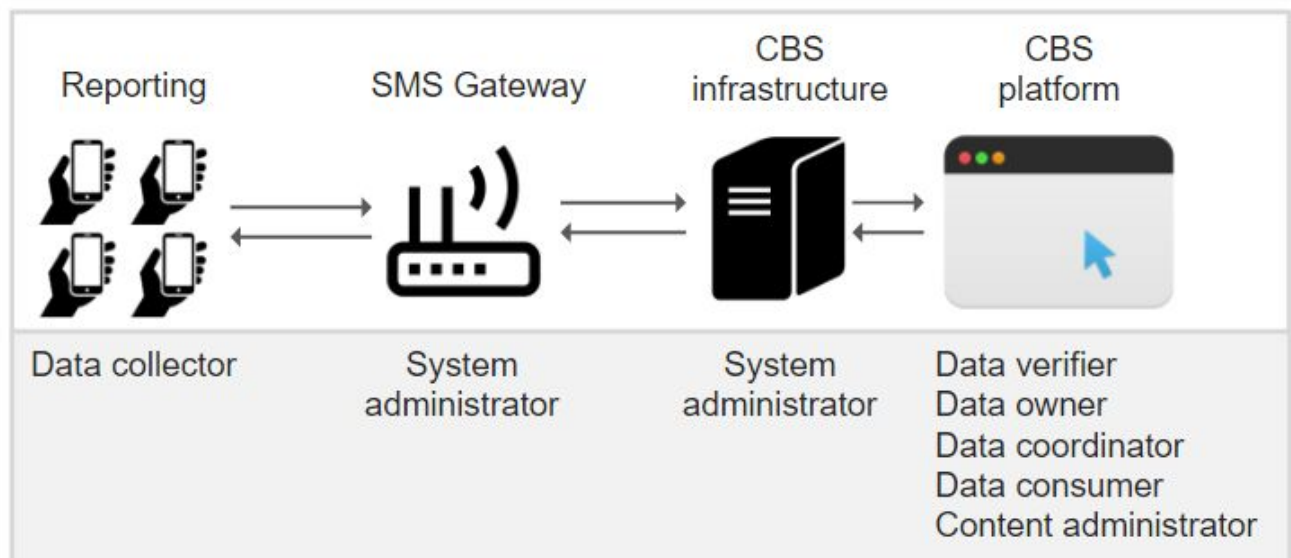 Reporting
SMS Gateway
CBS
infrastructure
CBS
platform
Data collector
System
administrator
System
administrator
Data verifier
Data owner
Data coordinator
Data consumer
Content administrator